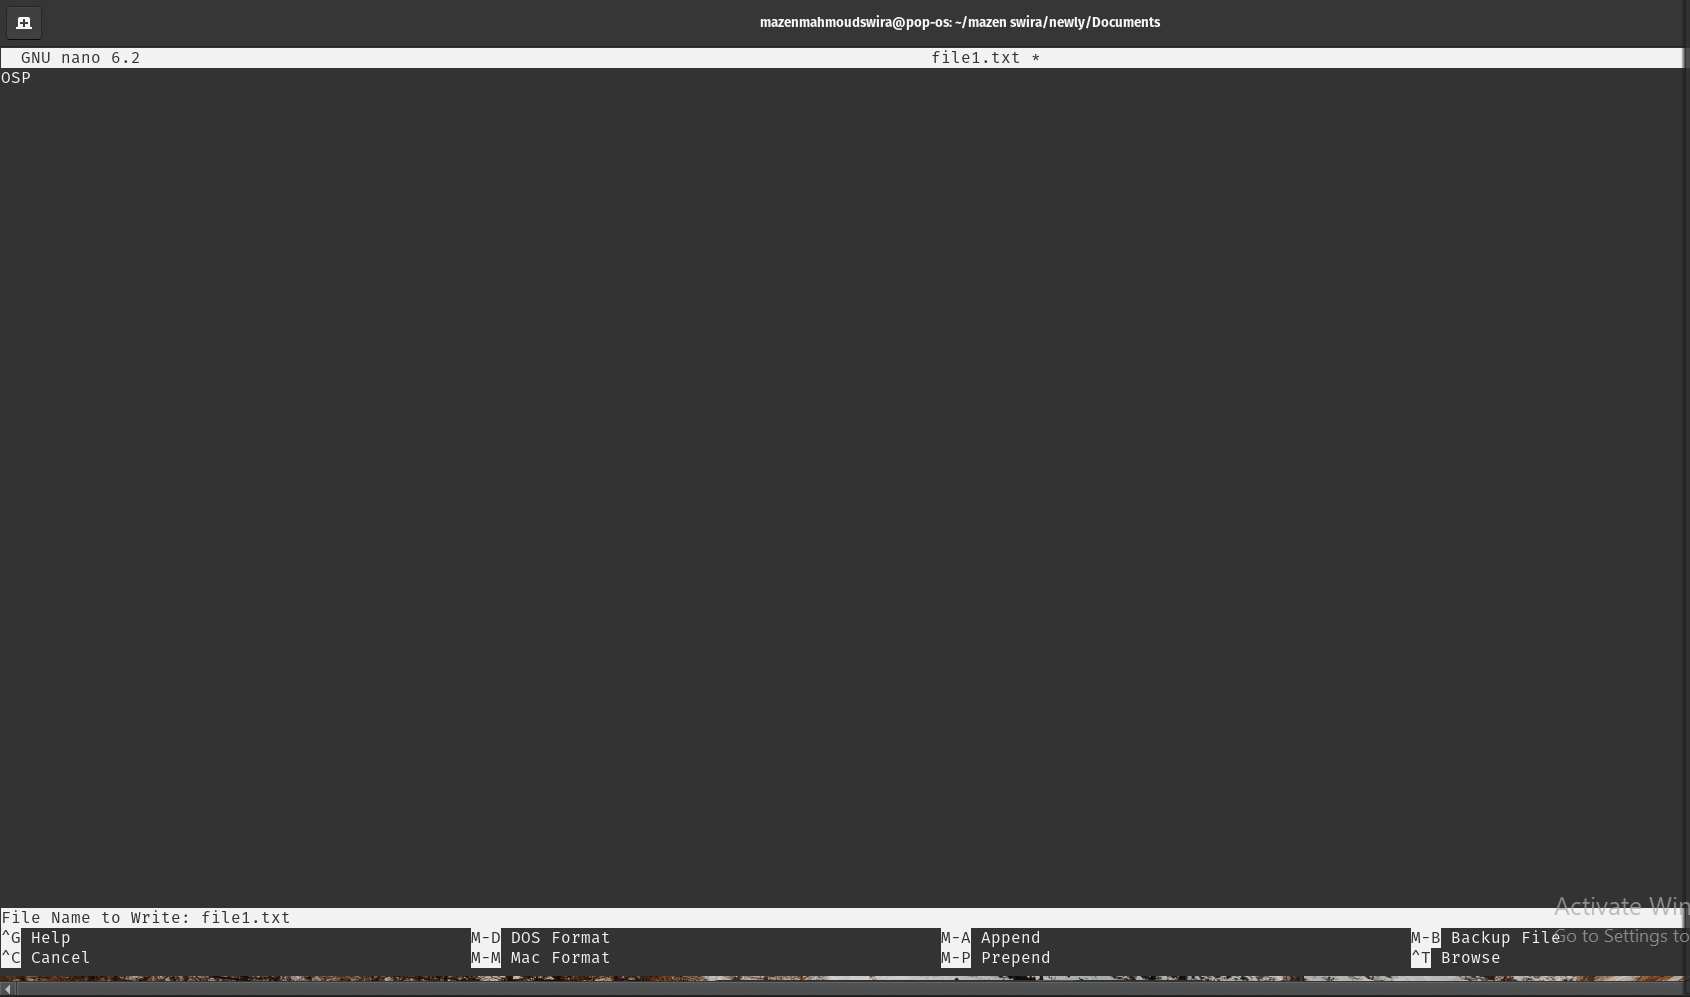 mazenmahmoudswira@pop-os: ~/mazen swira/newly/Documents
GNU nano 6.2 file1.txt *
OSP
File Name to Write: file1.txt
^G Help M-D DOS Format M-A Append M-B Backup File
^C Cancel M-M Mac Format M-P Prepend ^T Browse
Activate Win
Go to Settings to